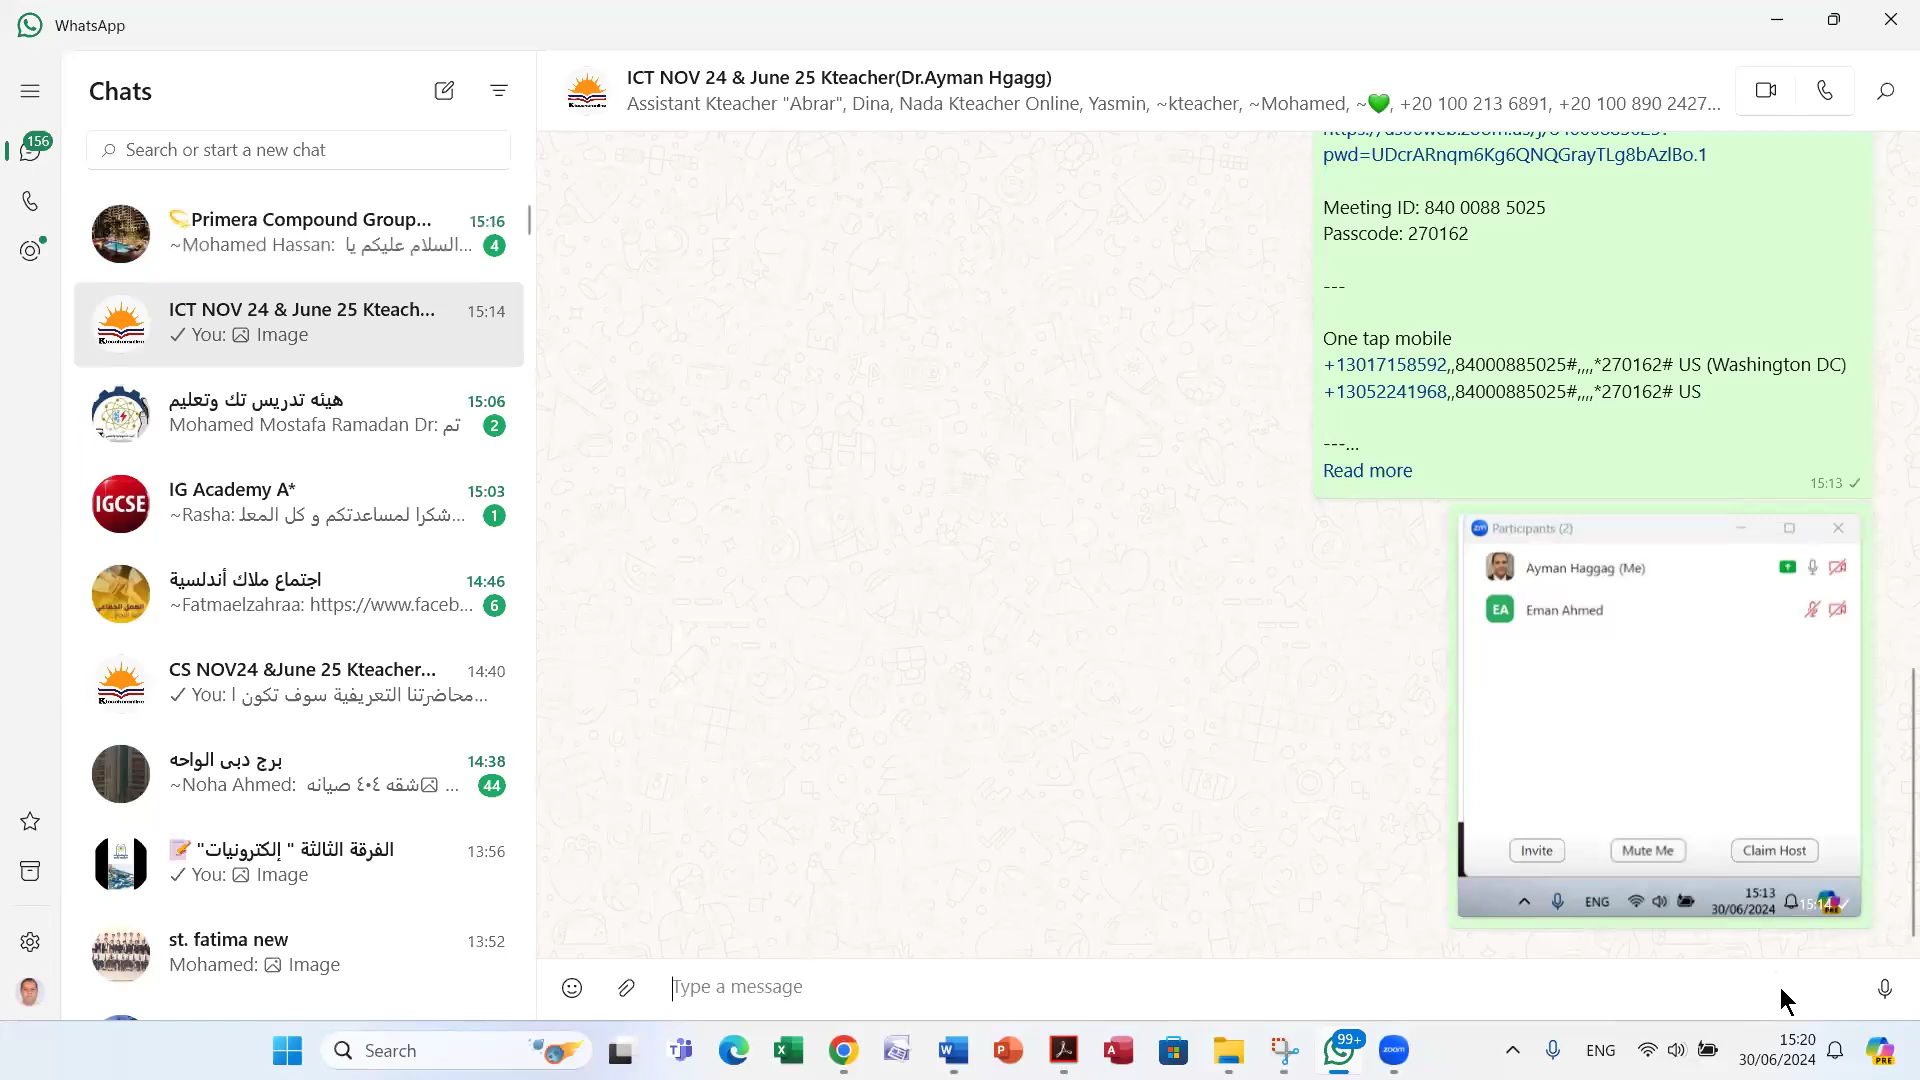 WhatsApp
Chats
156
Search or start a new chat
💫Primera Compound Group...
15:16
~Mohamed Hassan: السلام عليكم يا...
4
ICT NOV 24 & June 25 Kteach...
15:14
✓ You: Image
هيئه تدريس تك وتعليم
15:06
Mohamed Mostafa Ramadan Dr: تم
2
IGCSE
IG Academy A*
15:03
~Rasha: شكرا لمساعدتكم و كل المعل...
1
اجتماع ملاك أندلسية
14:46
~Fatmaelzahraa: https://www.faceb...
6
CS NOV24 &June 25 Kteacher...
14:40
✓ You: محاضرتنا التعريفية سوف تكون ا...
برج دبى الواحه
14:38
~Noha Ahmed: شقه ٤٠٤ صيانه ...
44
📝 "الفرقة الثالثة " إلكترونيات
13:56
✓ You: Image
st. fatima new
13:52
Mohamed: Image
ICT NOV 24 & June 25 Kteacher(Dr.Ayman Hgagg)
Assistant Kteacher "Abrar", Dina, Nada Kteacher Online, Yasmin, ~kteacher, ~Mohamed, ~💚, +20 100 213 6891, +20 100 890 2427...
pwd=UDcrARnqm6Kg6QNQGrayTLg8bAzlBo.1
Meeting ID: 840 0088 5025
Passcode: 270162
---
One tap mobile
+13017158592,,84000885025#,,,,*270162# US (Washington DC)
+13052241968,,84000885025#,,,,*270162# US
---...
Read more
15:13 ✓
zm Participants (2)
Ayman Haggag (Me)
EA Eman Ahmed
Invite
Mute Me
Claim Host
ENG
15:13
30/06/2024
15:14 ✓
PRE
Type a message
Search
99+
zoom
ENG
15:20
30/06/2024
PRE